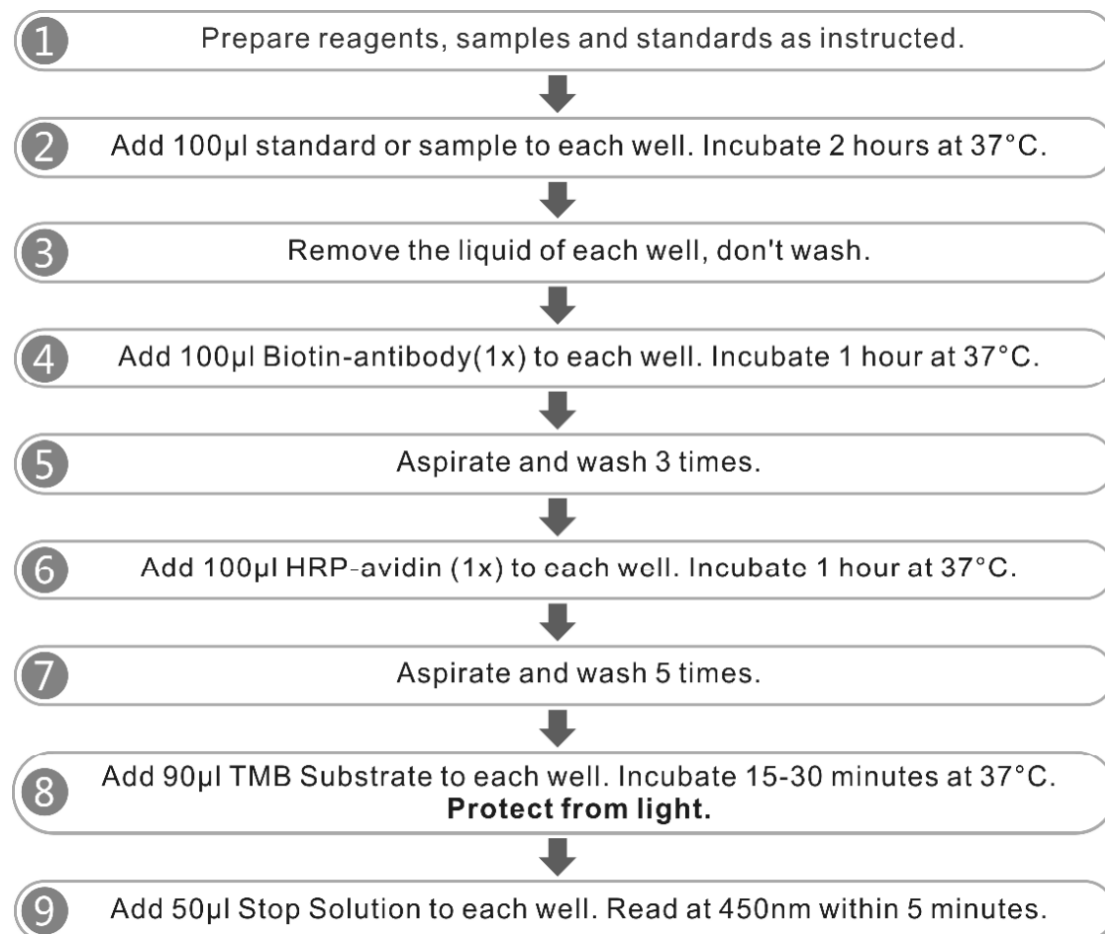 1 Prepare reagents, samples and standards as instructed.
2 Add 100µl standard or sample to each well. Incubate 2 hours at 37°C.
3 Remove the liquid of each well, don't wash.
4 Add 100µl Biotin-antibody(1x) to each well. Incubate 1 hour at 37°C.
5 Aspirate and wash 3 times.
6 Add 100µl HRP-avidin (1x) to each well. Incubate 1 hour at 37°C.
7 Aspirate and wash 5 times.
8 Add 90µl TMB Substrate to each well. Incubate 15-30 minutes at 37°C.
Protect from light.
9 Add 50µl Stop Solution to each well. Read at 450nm within 5 minutes.